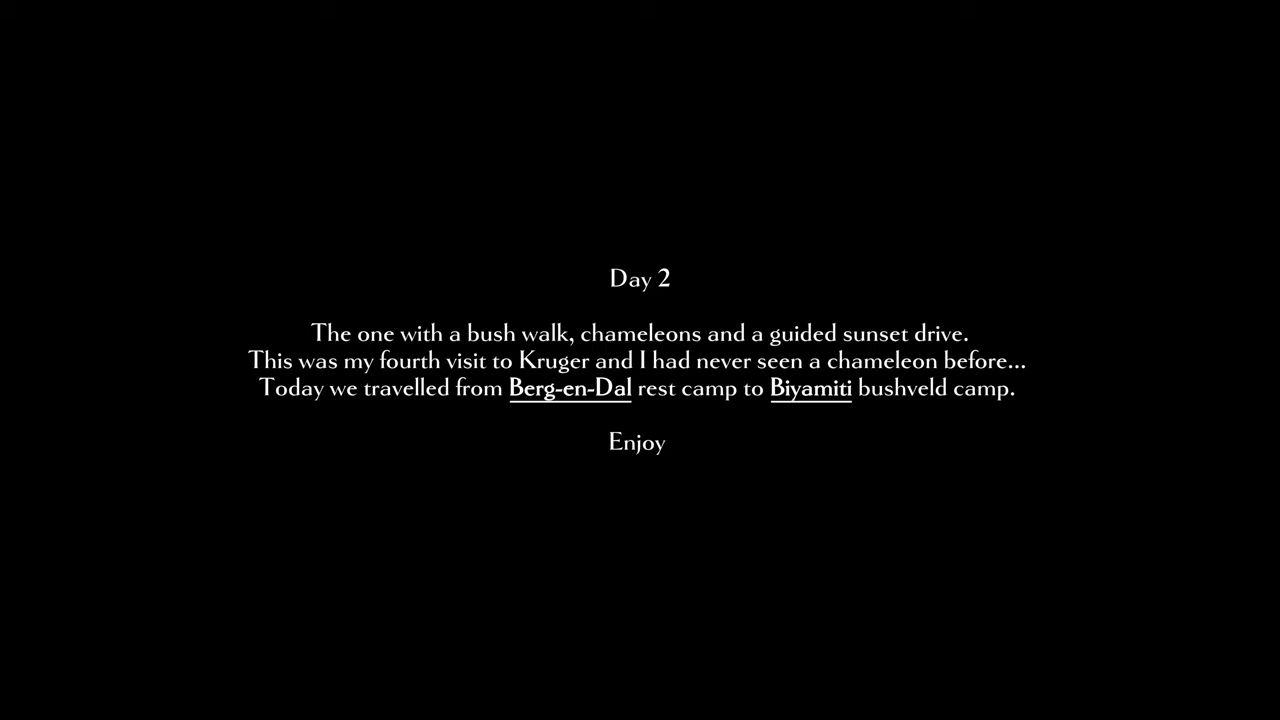 Day 2
The one with a bush walk, chameleons and a guided sunset drive.
This was my fourth visit to Kruger and I had never seen a chameleon before...
Today we travelled from Berg-en-Dal rest camp to Biyamiti bushveld camp.
Enjoy